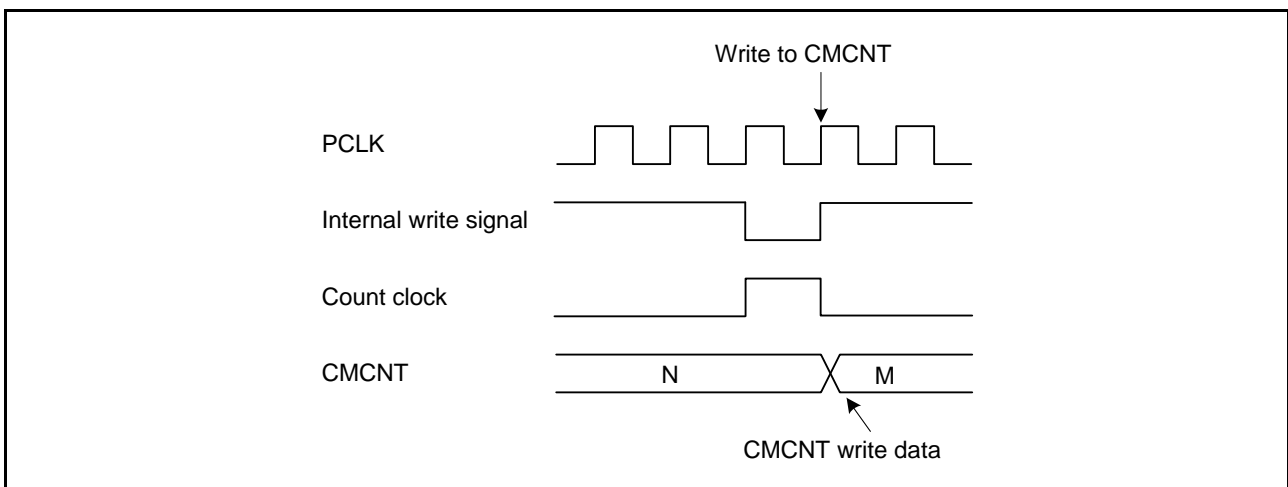 Write to CMCNT
PCLK
Internal write signal
Count clock
CMCNT N M
CMCNT write data